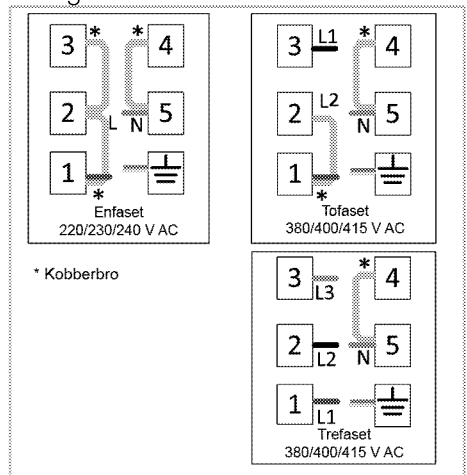 3 * * 4
2 L N 5
1 *
Enfaset
220/230/240 V AC
3 L1 * 4
2 L2 N 5
1 *
Tofaset
380/400/415 V AC
* Kobberbro
3 L3 * 4
2 L2 N 5
1 L1
Trefaset
380/400/415 V AC